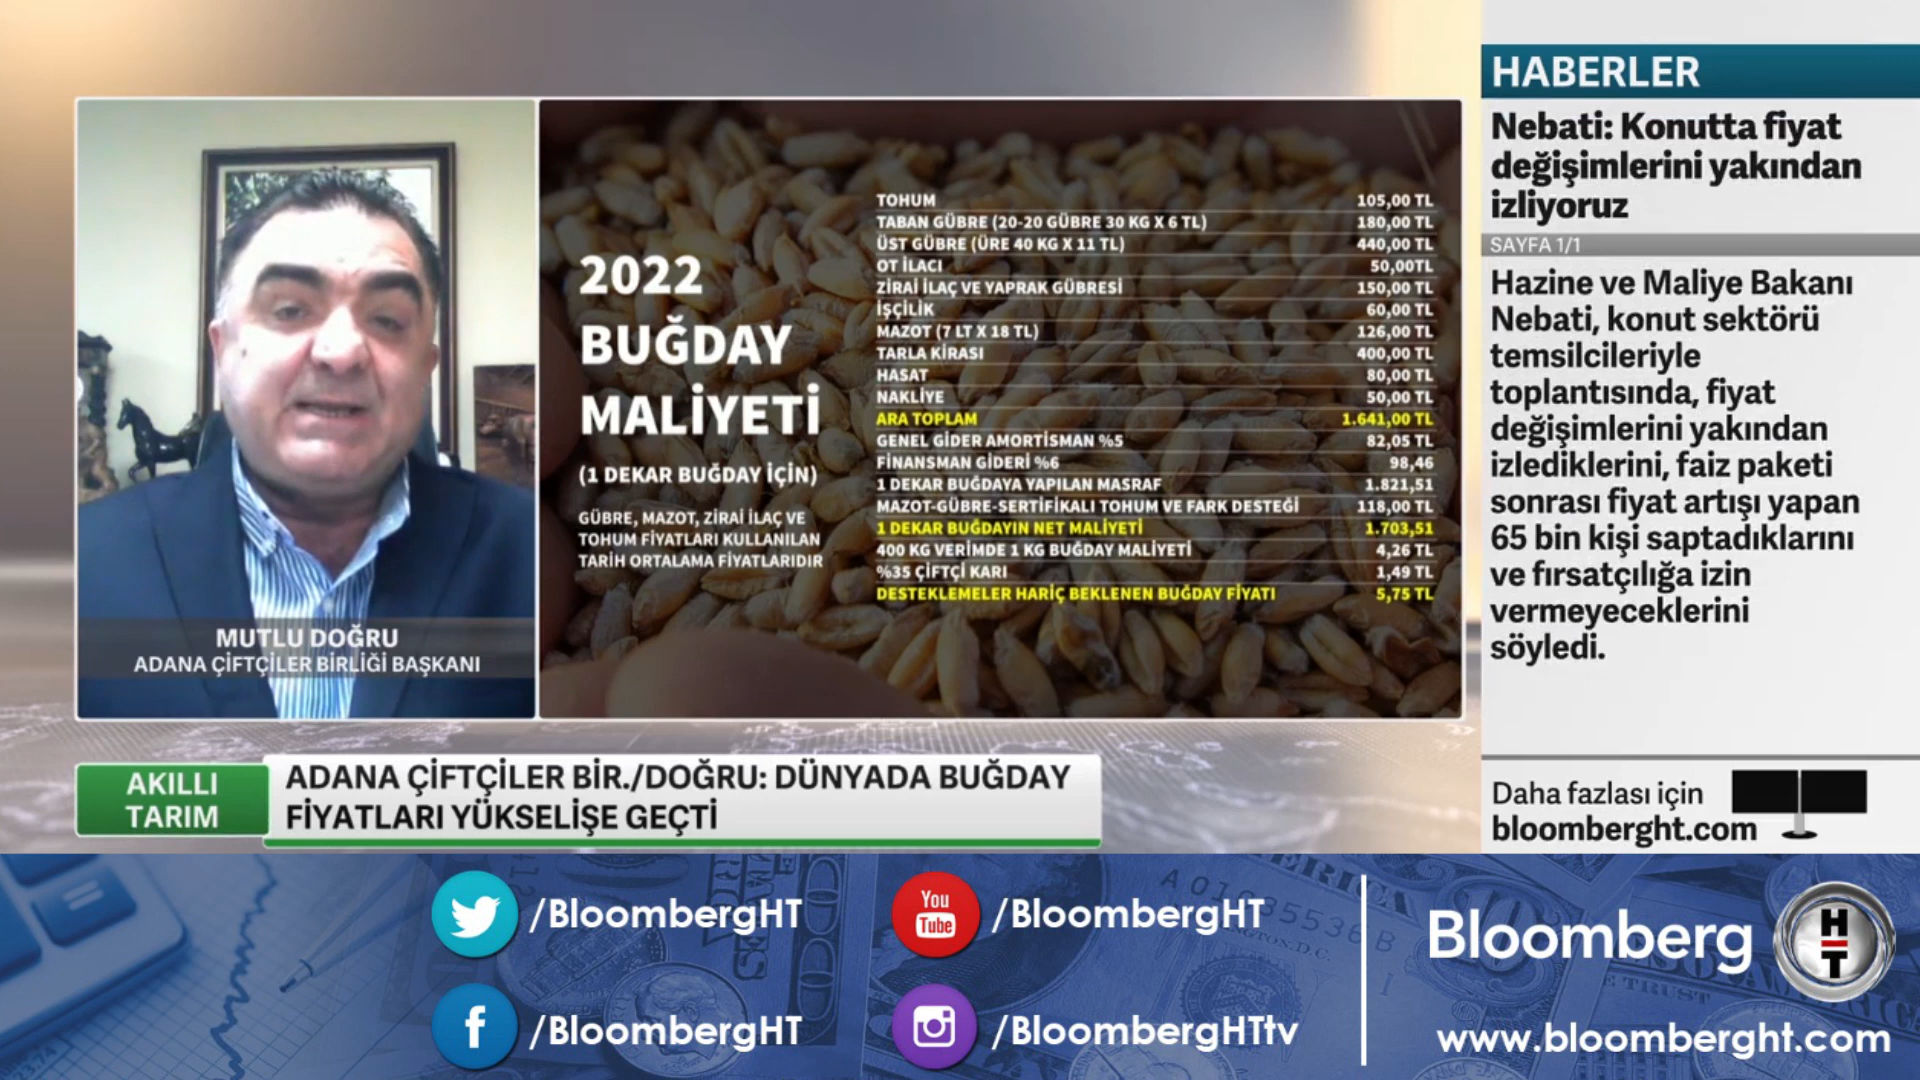 MUTLU DOĞRU
ADANA ÇİFTÇİLER BİRLİĞİ BAŞKANI
2022
BUĞDAY
MALİYETİ
(1 DEKAR BUĞDAY İÇİN)
GÜBRE, MAZOT, ZİRAİ İLAÇ VE
TOHUM FİYATLARI KULLANILAN
TARİH ORTALAMA FİYATLARIDIR
TOHUM 105,00 TL
TABAN GÜBRE (20-20 GÜBRE 30 KG X 6 TL) 180,00 TL
ÜST GÜBRE (ÜRE 40 KG X 11 TL) 440,00 TL
OT İLACI 50,00TL
ZİRAİ İLAÇ VE YAPRAK GÜBRESİ 150,00 TL
İŞÇİLİK 60,00 TL
MAZOT (7 LT X 18 TL) 126,00 TL
TARLA KİRASI 400,00 TL
HASAT 80,00 TL
NAKLİYE 50,00 TL
ARA TOPLAM 1.641,00 TL
GENEL GİDER AMORTİSMAN %5 82,05 TL
FİNANSMAN GİDERİ %6 98,46
1 DEKAR BUĞDAYA YAPILAN MASRAF 1.821,51
MAZOT-GÜBRE-SERTİFİKALI TOHUM VE FARK DESTEĞİ 118,00 TL
1 DEKAR BUĞDAYIN NET MALİYETİ 1.703,51
400 KG VERİMDE 1 KG BUĞDAY MALİYETİ 4,26 TL
%35 ÇİFTÇİ KARI 1,49 TL
DESTEKLEMELER HARİÇ BEKLENEN BUĞDAY FİYATI 5,75 TL
HABERLER
Nebati: Konutta fiyat
değişimlerini yakından
izliyoruz
SAYFA 1/1
Hazine ve Maliye Bakanı
Nebati, konut sektörü
temsilcileriyle
toplantısında, fiyat
değişimlerini yakından
izlediklerini, faiz paketi
sonrası fiyat artışı yapan
65 bin kişi saptadıklarını
ve fırsatçılığa izin
vermeyeceklerini
söyledi.
Daha fazlası için
bloomberght.com
AKILLI
TARIM
ADANA ÇİFTÇİLER BİR./DOĞRU: DÜNYADA BUĞDAY
FİYATLARI YÜKSELİŞE GEÇTİ
/BloombergHT
You
Tube
/BloombergHT
f
/BloombergHT
/BloombergHTtv
Bloomberg
HT
www.bloomberght.com